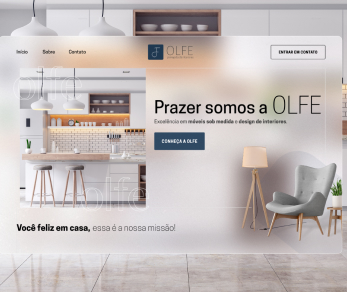 Início Sobre Contato
OLFE
ENTRAR EM CONTATO
Prazer somos a OLFE
Excelência em móveis sob medida e design de interiores
CONHEÇA A OLFE
olfe
Você feliz em casa, essa é a nossa missão!